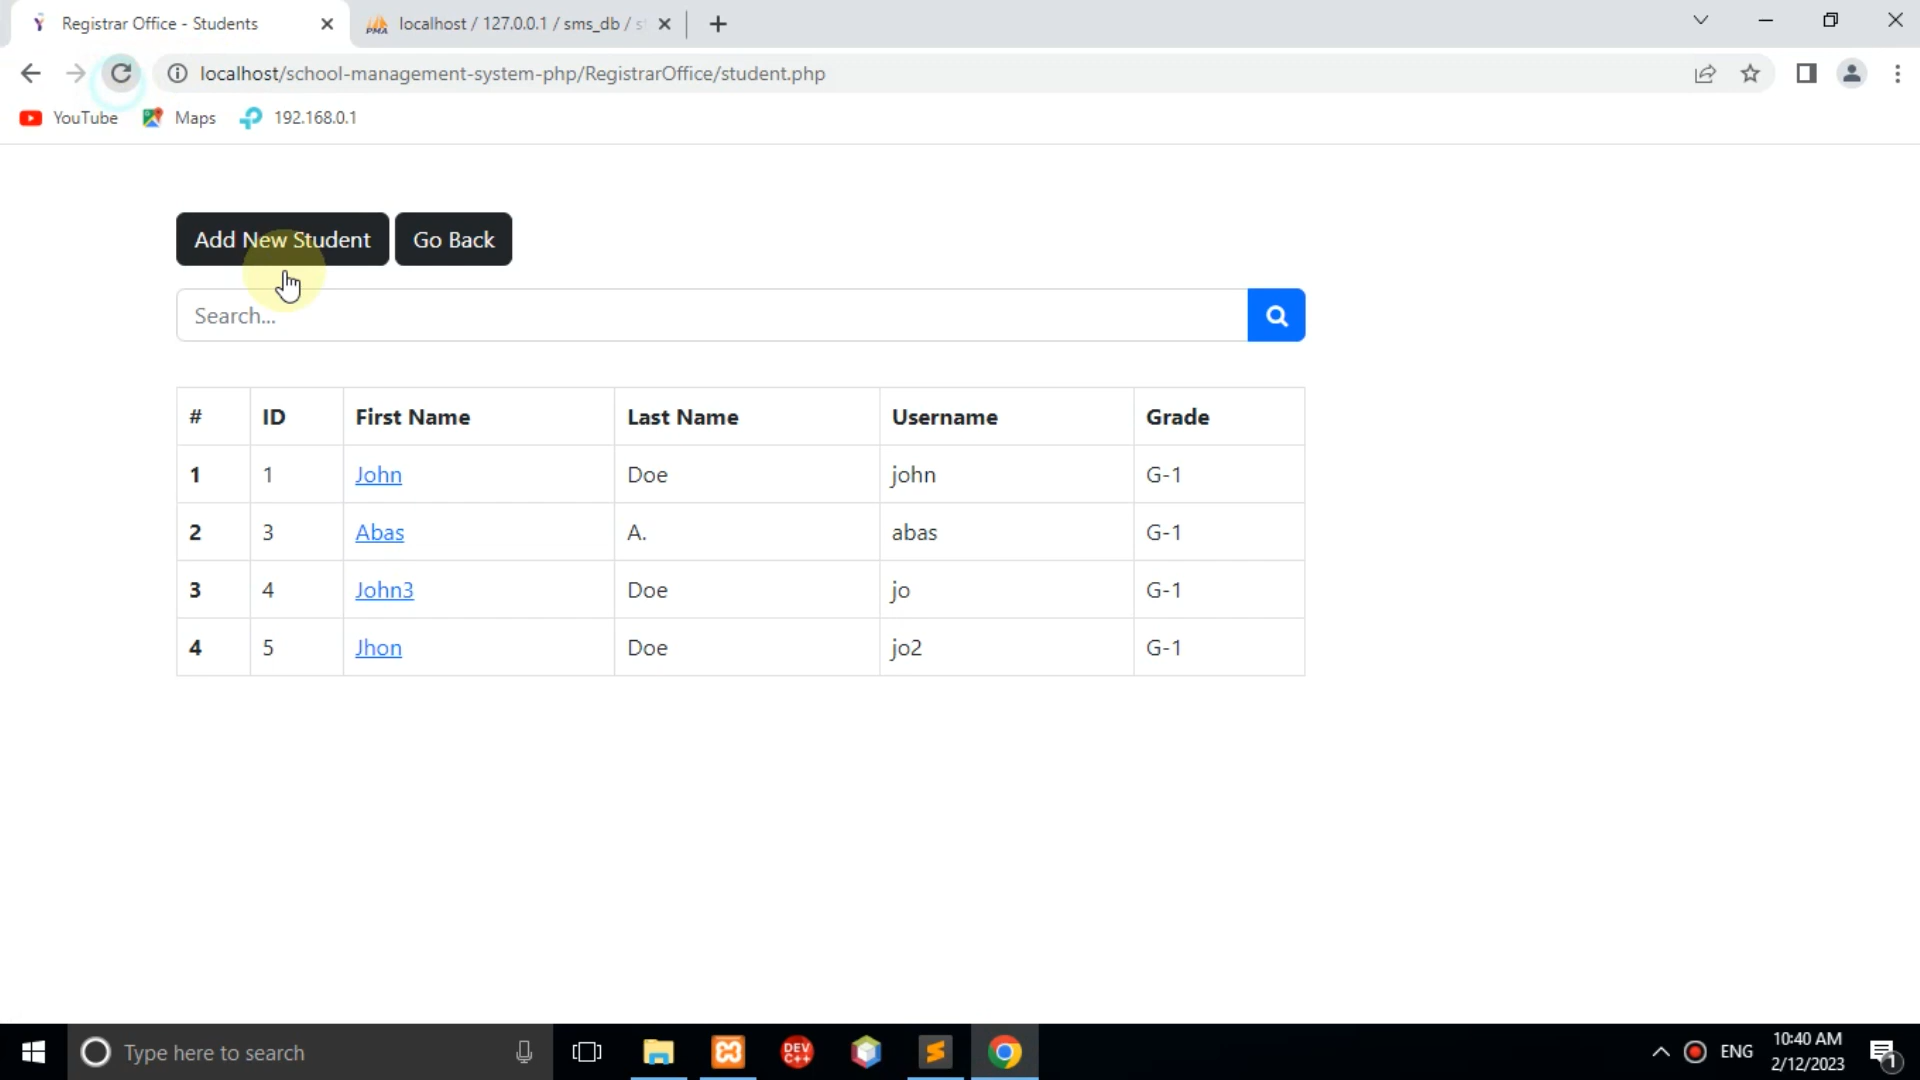 Registrar Office - Students
localhost / 127.0.0.1 / sms_db / s
localhost/school-management-system-php/RegistrarOffice/student.php
YouTube Maps 192.168.0.1
Add New Student Go Back
Search...
# ID First Name Last Name Username Grade
1 1 John Doe john G-1
2 3 Abas A. abas G-1
3 4 John3 Doe jo G-1
4 5 Jhon Doe jo2 G-1
Type here to search
DEV
C++
ENG
10:40 AM
2/12/2023
1
PMA